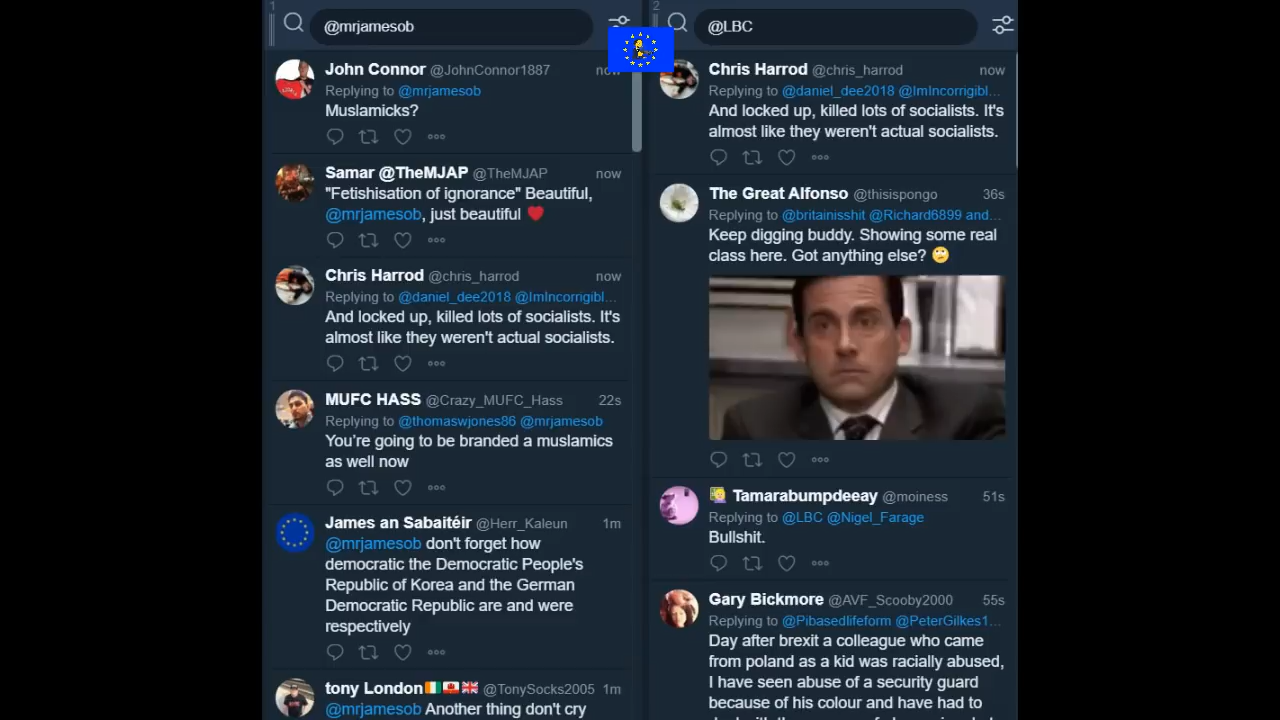 1
@mrjamesob
John Connor @JohnConnor1887 now
Replying to @mrjamesob
Muslamicks?
Samar @TheMJAP @TheMJAP now
"Fetishisation of ignorance" Beautiful,
@mrjamesob, just beautiful ♥
Chris Harrod @chris_harrod now
Replying to @daniel_dee2018 @ImIncorrigibl...
And locked up, killed lots of socialists. It's
almost like they weren't actual socialists.
MUFC HASS @Crazy_MUFC_Hass 22s
Replying to @thomaswjones86 @mrjamesob
You're going to be branded a muslamics
as well now
James an Sabaitéir @Herr_Kaleun 1m
@mrjamesob don't forget how
democratic the Democratic People's
Republic of Korea and the German
Democratic Republic are and were
respectively
tony London🇮🇪🇬🇮🇬🇧 @TonySocks2005 1m
@mrjamesob Another thing don't cry
2
@LBC
Chris Harrod @chris_harrod now
Replying to @daniel_dee2018 @ImIncorrigibl...
And locked up, killed lots of socialists. It's
almost like they weren't actual socialists.
The Great Alfonso @thisispongo 36s
Replying to @britainisshit @Richard6899 and...
Keep digging buddy. Showing some real
class here. Got anything else? 🙄
Tamarabumpdeeay @moiness 51s
Replying to @LBC @Nigel_Farage
Bullshit.
Gary Bickmore @AVF_Scooby2000 55s
Replying to @Pibasedlifeform @PeterGilkes1...
Day after brexit a colleague who came
from poland as a kid was racially abused,
I have seen abuse of a security guard
because of his colour and have had to